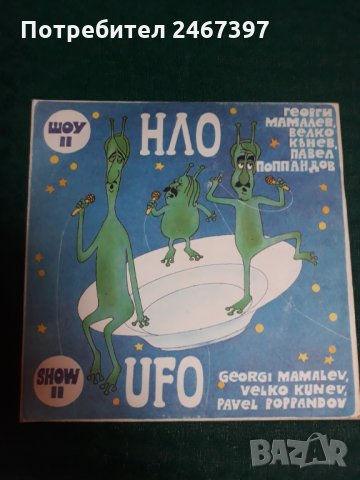 Потребител 2467397
ШОУ
II
НЛО
ГЕОРГИ
МАМАЛЕВ,
ВЕЛКО
КЪНЕВ,
ПАВЕЛ
ПОППАНДОВ
SHOW
II
UFO
GEORGI MAMALEV,
VELKO KUNEV,
PAVEL POPPANDOV
BAZAR